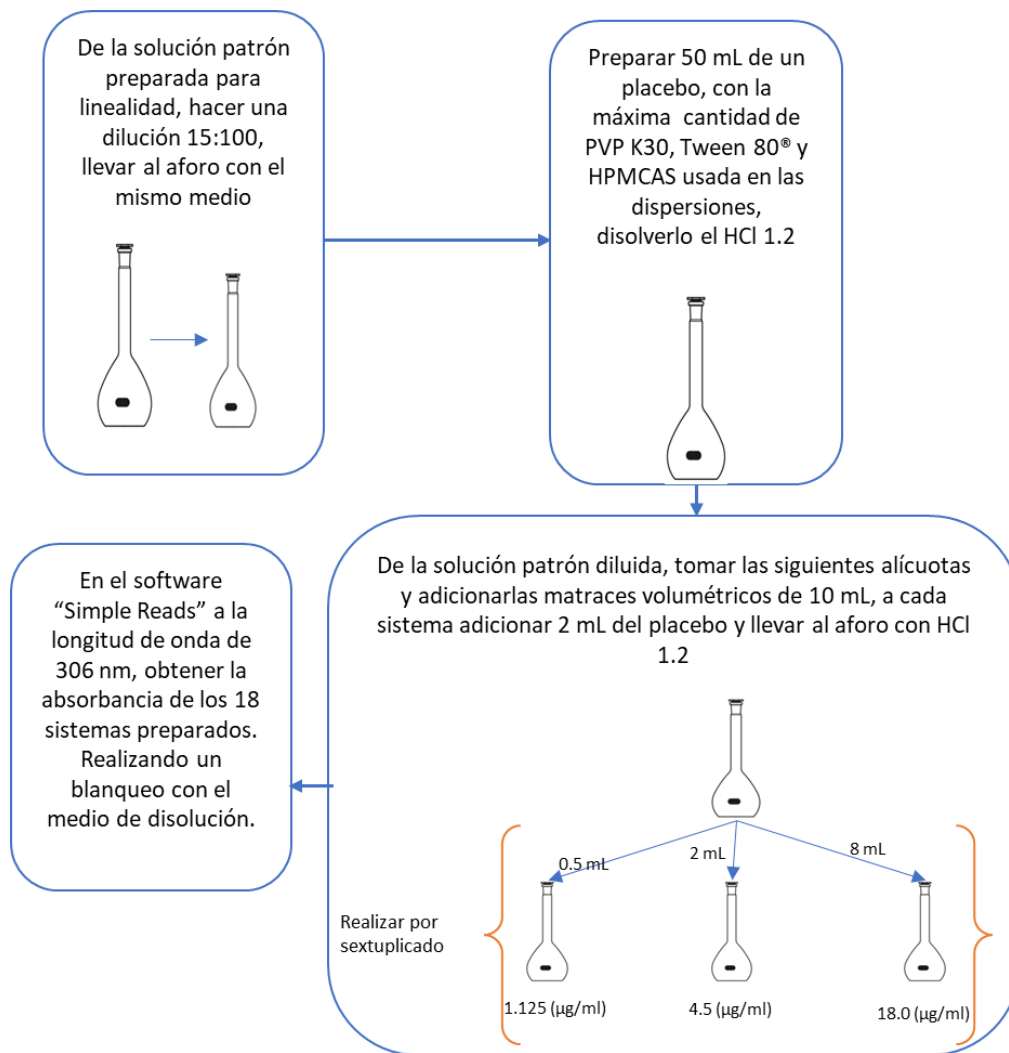 De la solución patrón
preparada para
linealidad, hacer una
dilución 15:100,
llevar al aforo con el
mismo medio
Preparar 50 mL de un
placebo, con la
máxima cantidad de
PVP K30, Tween 80® y
HPMCAS usada en las
dispersiones,
disolverlo el HCl 1.2
De la solución patrón diluida, tomar las siguientes alícuotas
y adicionarlas matraces volumétricos de 10 mL, a cada
sistema adicionar 2 mL del placebo y llevar al aforo con HCl
1.2
0.5 mL
2 mL
8 mL
Realizar por
sextuplicado
1.125 (µg/ml)
4.5 (µg/ml)
18.0 (µg/ml)
En el software
“Simple Reads” a la
longitud de onda de
306 nm, obtener la
absorbancia de los 18
sistemas preparados.
Realizando un
blanqueo con el
medio de disolución.